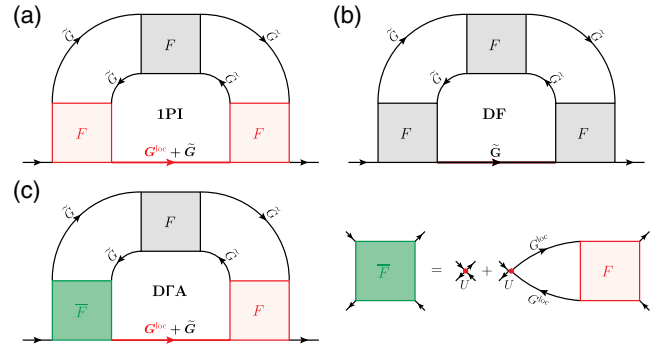 (a)
G̃ F G̃
G̃ G̃
F 1PI F
G^loc + G̃
(b)
G̃ F G̃
G̃ G̃
F DF F
G̃
(c)
G̃ F G̃
G̃ G̃
F̅ DΓA F
G^loc + G̃
F̅ = U + U G^loc F
G^loc